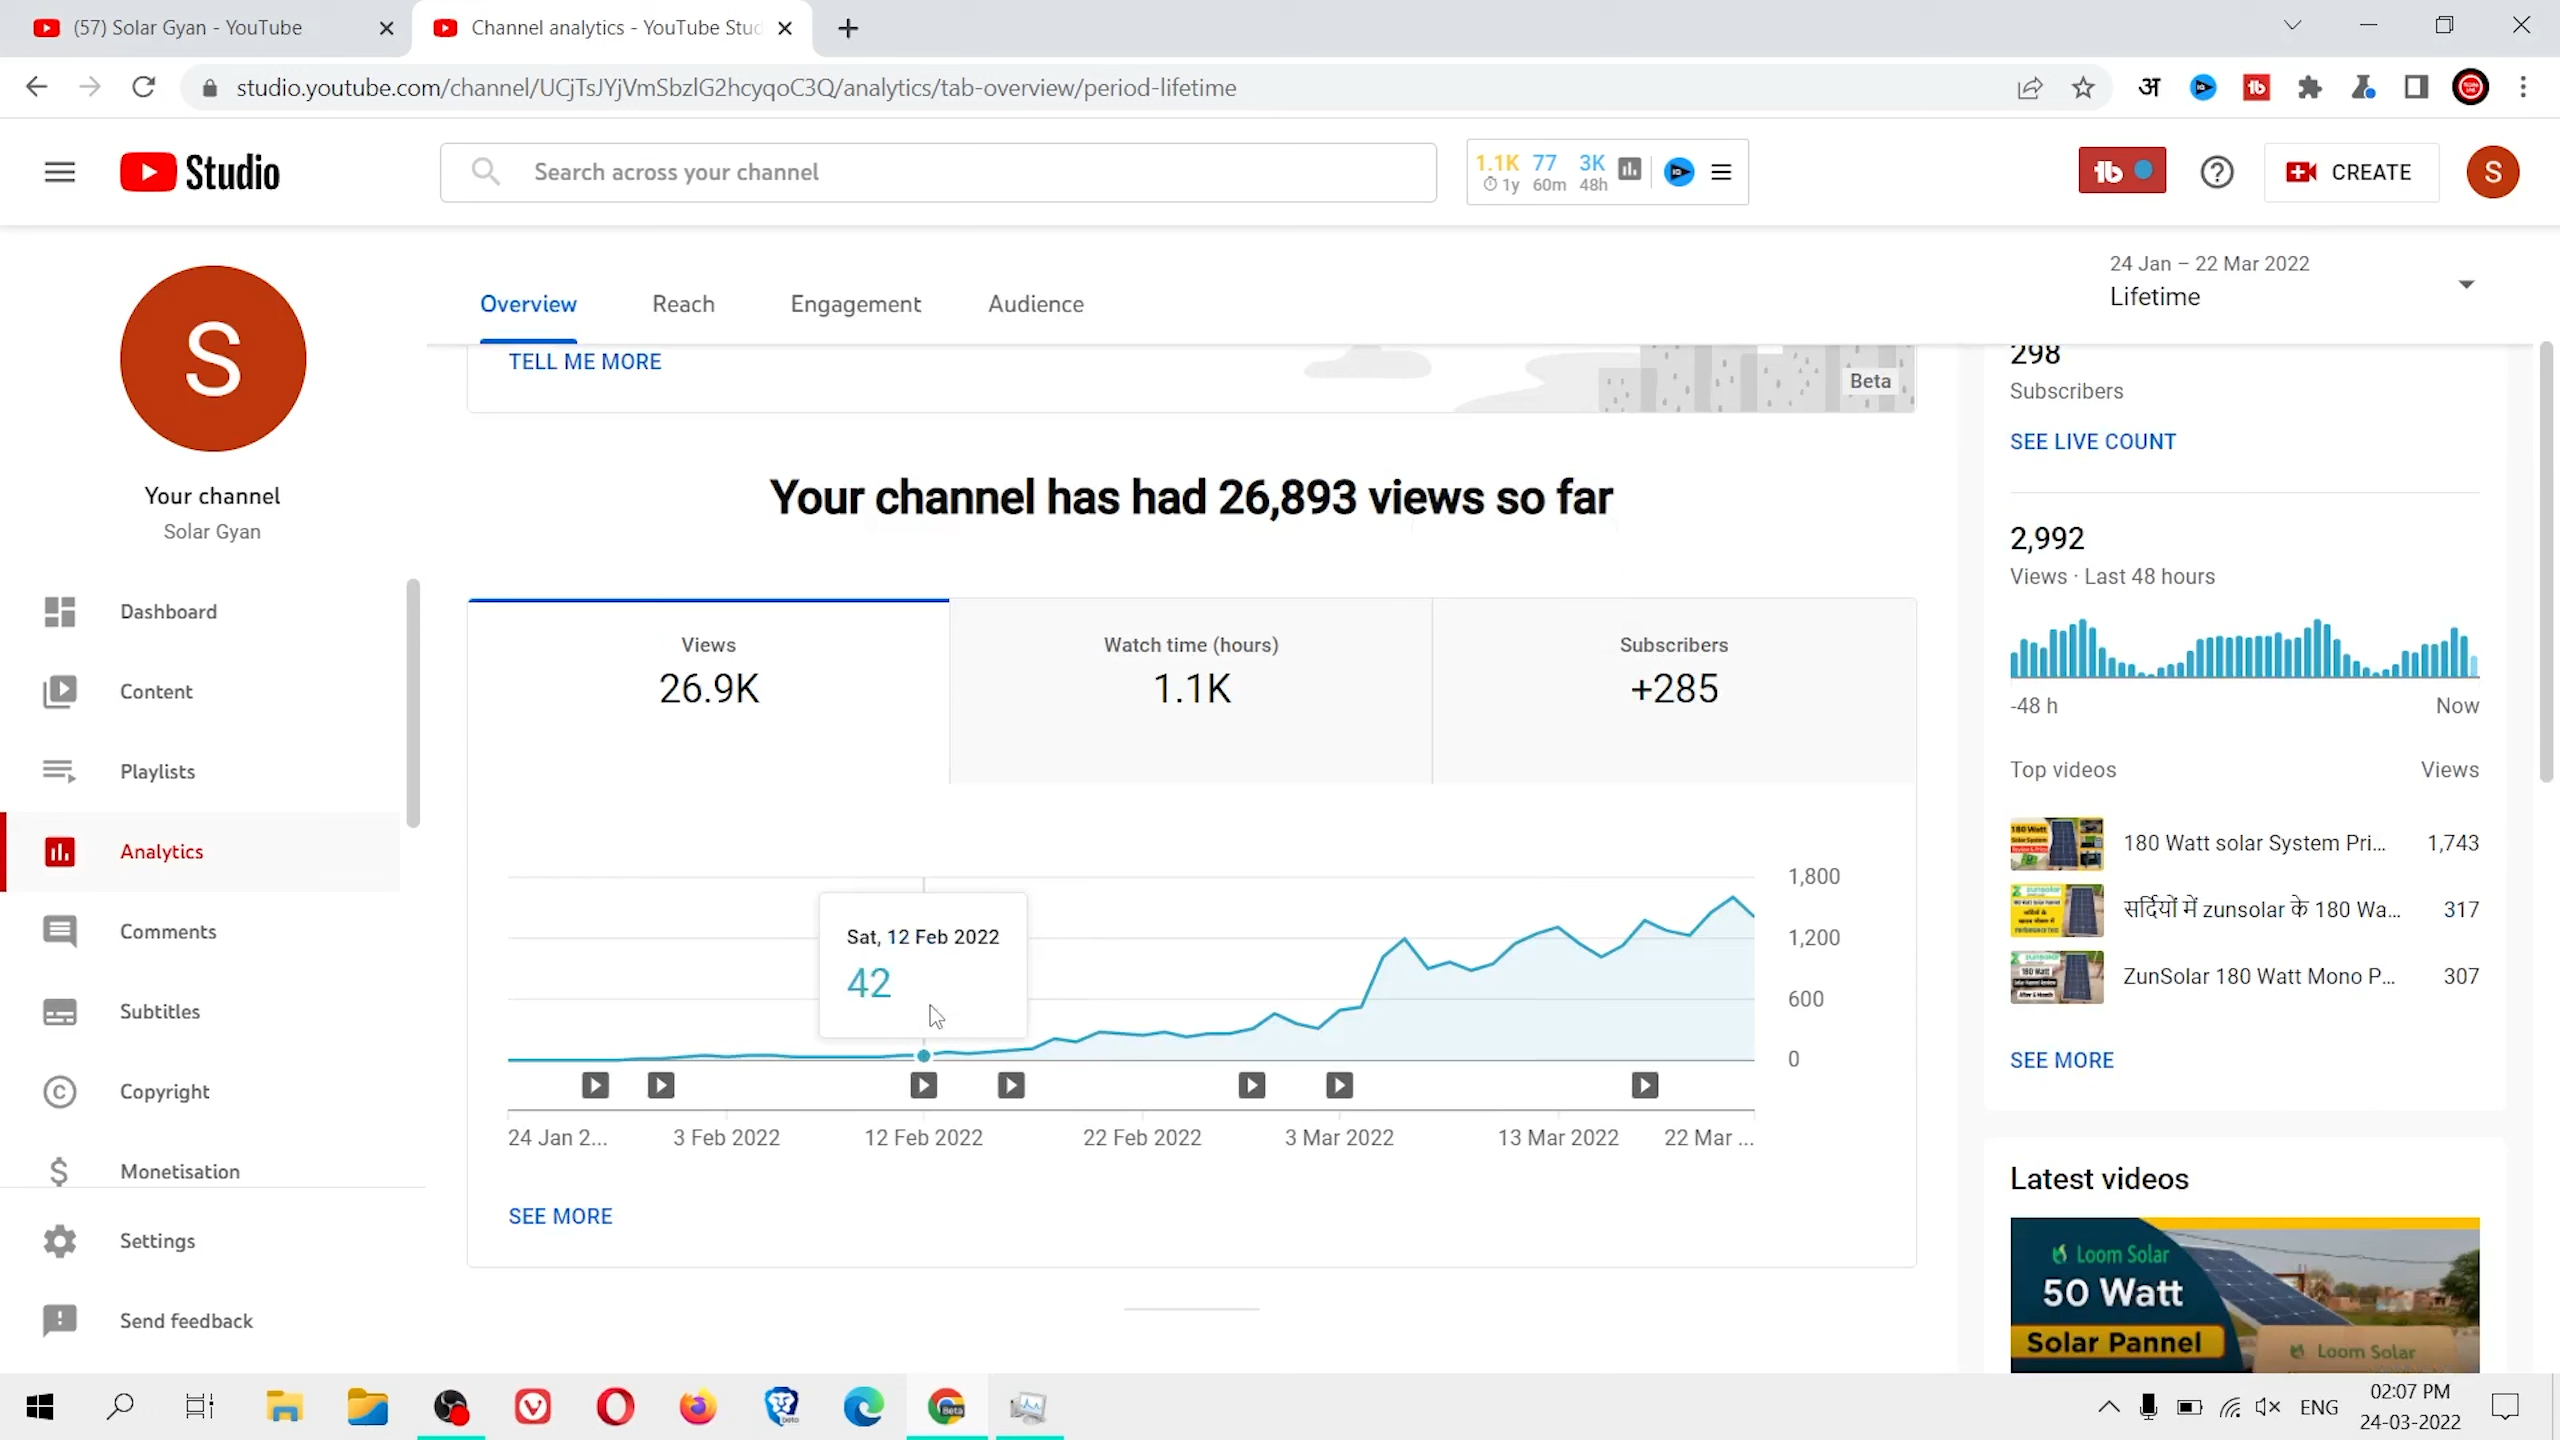 (57) Solar Gyan - YouTube
Channel analytics - YouTube Stu
studio.youtube.com/channel/UCjTsJYjVmSbzlG2hcyqoC3Q/analytics/tab-overview/period-lifetime
अ
Studio
Search across your channel
1.1K 77 3K
1y 60m 48h
CREATE
S
24 Jan – 22 Mar 2022
Lifetime
Overview
Reach
Engagement
Audience
S
Your channel
Solar Gyan
Dashboard
Content
Playlists
Analytics
Comments
Subtitles
Copyright
Monetisation
Settings
Send feedback
TELL ME MORE
Beta
Your channel has had 26,893 views so far
Views
26.9K
Watch time (hours)
1.1K
Subscribers
+285
Sat, 12 Feb 2022
42
1,800
1,200
600
0
24 Jan 2...
3 Feb 2022
12 Feb 2022
22 Feb 2022
3 Mar 2022
13 Mar 2022
22 Mar ...
SEE MORE
298
Subscribers
SEE LIVE COUNT
2,992
Views · Last 48 hours
-48 h
Now
Top videos
Views
180 Watt solar System Pri...
1,743
सर्दियों में zunsolar के 180 Wa...
317
ZunSolar 180 Watt Mono P...
307
SEE MORE
Latest videos
Loom Solar
50 Watt
Solar Pannel
Loom Solar
ENG
02:07 PM
24-03-2022